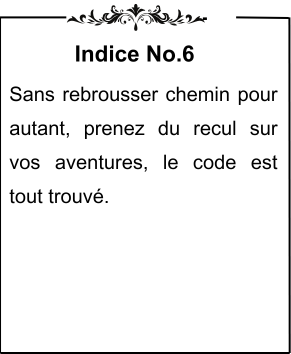 Indice No.6
Sans rebrousser chemin pour
autant, prenez du recul sur
vos aventures, le code est
tout trouvé.